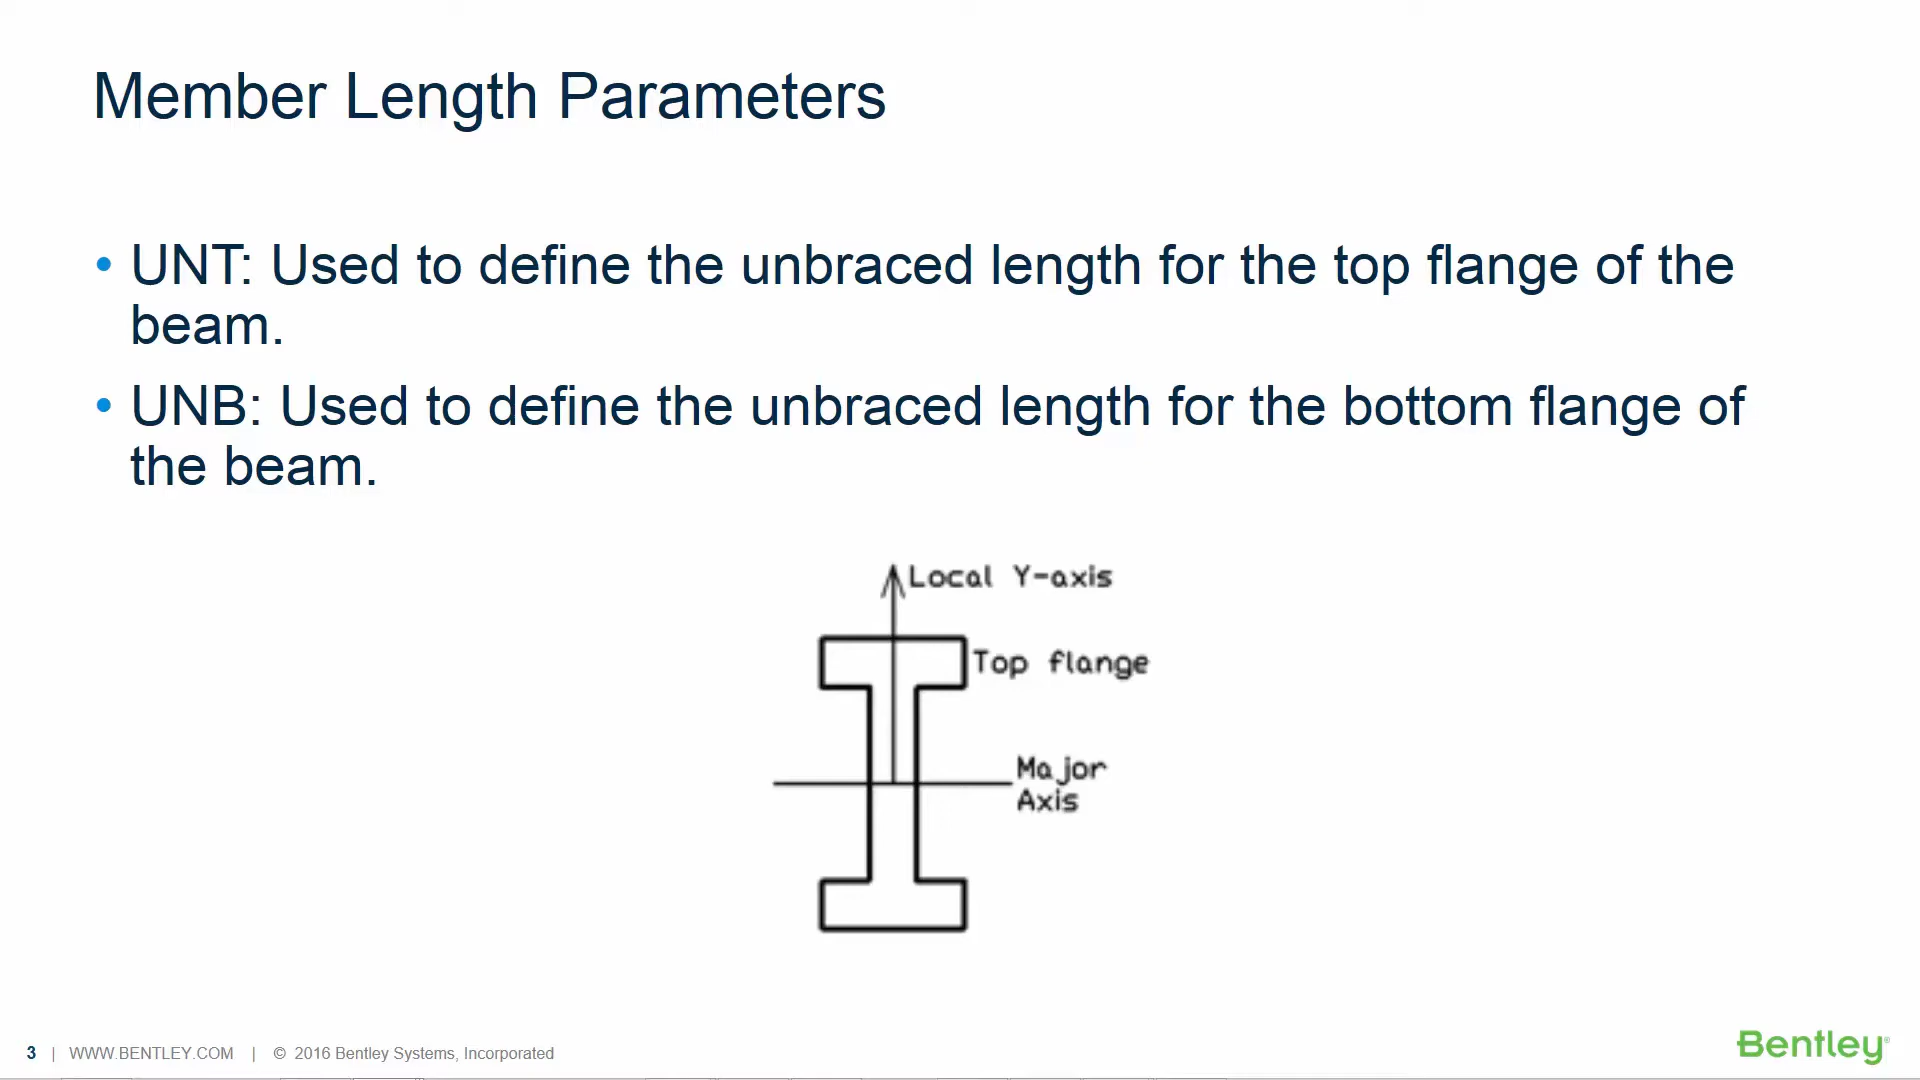 Member Length Parameters
• UNT: Used to define the unbraced length for the top flange of the
beam.
• UNB: Used to define the unbraced length for the bottom flange of
the beam.
Local Y-axis
Top flange
Major
Axis
3 | WWW.BENTLEY.COM | © 2016 Bentley Systems, Incorporated
Bentley®